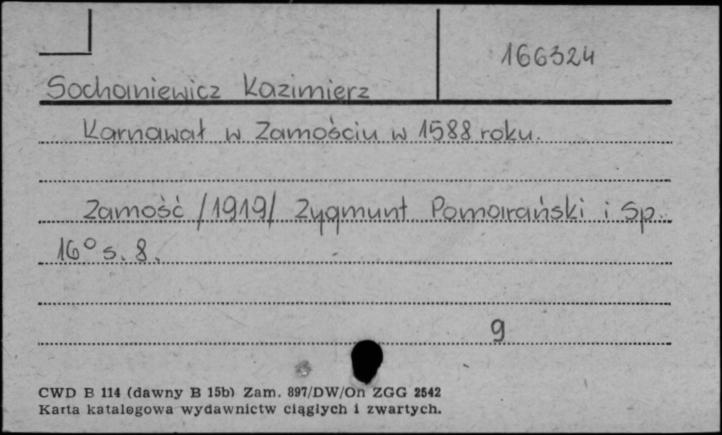 166324
Sochaniewicz Kazimierz
Karnawał w Zamościu w 1588 roku.
Zamość /1919/ Zygmunt Pomarański i Sp.
16° s. 8.
9
CWD B 114 (dawny B 15b) Zam. 897/DW/On ZGG 2542
Karta katalogowa wydawnictw ciągłych i zwartych.